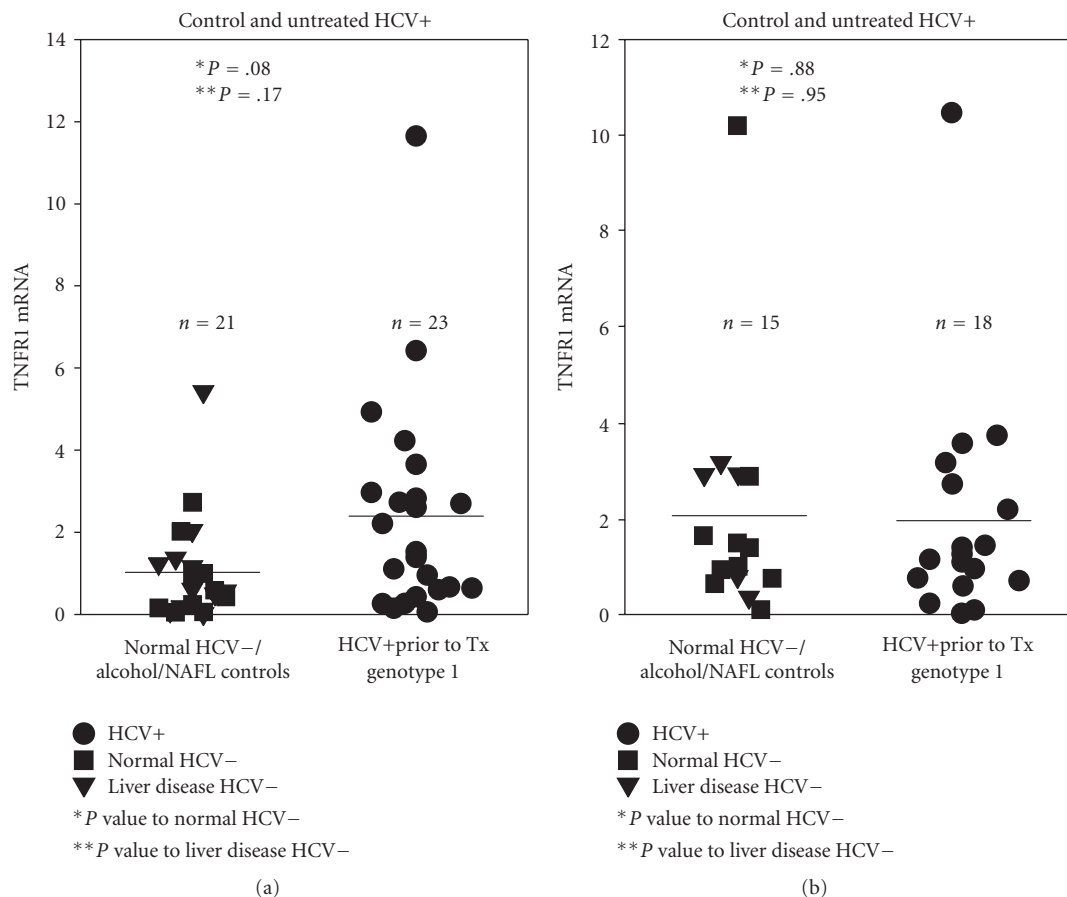 Control and untreated HCV+
14
12
10
8
6
4
2
0
TNFR1 mRNA
*P = .08
**P = .17
n = 21
n = 23
Normal HCV−/
alcohol/NAFL controls
HCV+prior to Tx
genotype 1
HCV+
Normal HCV−
Liver disease HCV−
*P value to normal HCV−
**P value to liver disease HCV−
(a)
Control and untreated HCV+
12
10
8
6
4
2
0
TNFR1 mRNA
*P = .88
**P = .95
n = 15
n = 18
Normal HCV−/
alcohol/NAFL controls
HCV+prior to Tx
genotype 1
HCV+
Normal HCV−
Liver disease HCV−
*P value to normal HCV−
**P value to liver disease HCV−
(b)